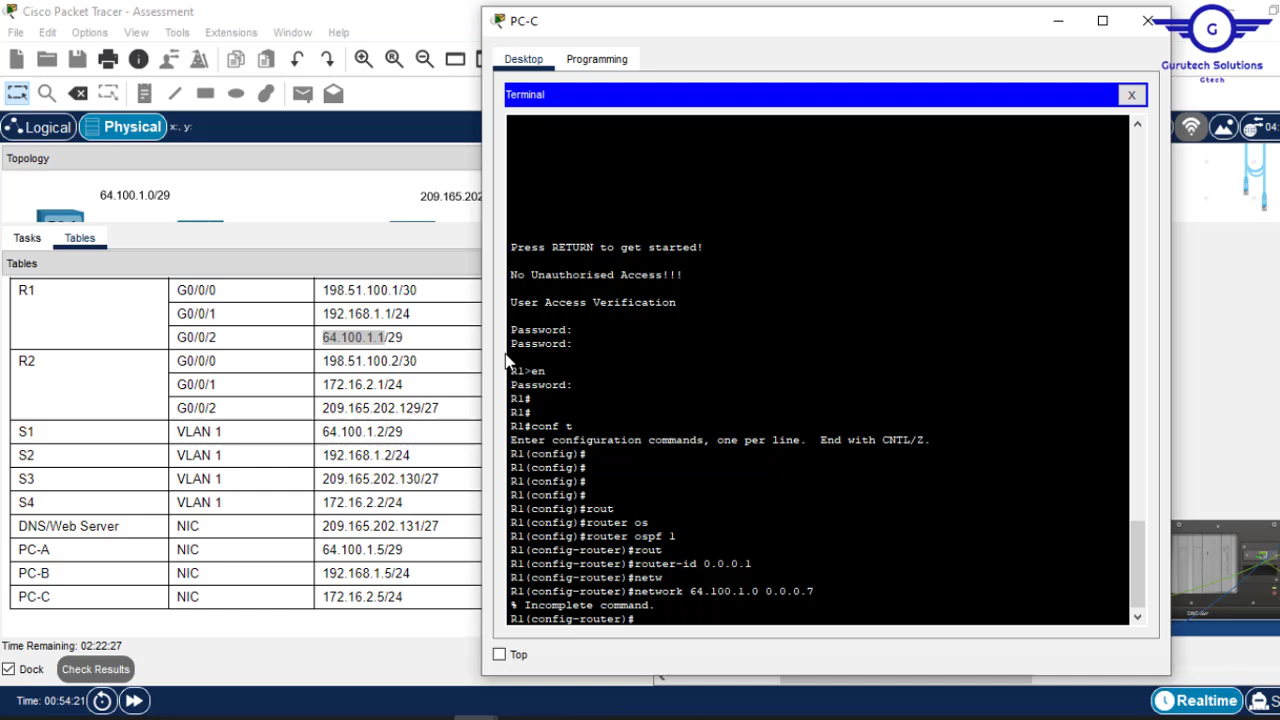 Cisco Packet Tracer - Assessment
File Edit Options View Tools Extensions Window Help
Logical Physical x:, y:
Topology
64.100.1.0/29 209.165.202
Tasks Tables
Tables
R1 G0/0/0 198.51.100.1/30
G0/0/1 192.168.1.1/24
G0/0/2 64.100.1.1/29
R2 G0/0/0 198.51.100.2/30
G0/0/1 172.16.2.1/24
G0/0/2 209.165.202.129/27
S1 VLAN 1 64.100.1.2/29
S2 VLAN 1 192.168.1.2/24
S3 VLAN 1 209.165.202.130/27
S4 VLAN 1 172.16.2.2/24
DNS/Web Server NIC 209.165.202.131/27
PC-A NIC 64.100.1.5/29
PC-B NIC 192.168.1.5/24
PC-C NIC 172.16.2.5/24
Time Remaining: 02:22:27
Dock Check Results
Time: 00:54:21
PC-C
Desktop Programming
Terminal X
Press RETURN to get started!
No Unauthorised Access!!!
User Access Verification
Password:
Password:
R1>en
Password:
R1#
R1#
R1#conf t
Enter configuration commands, one per line. End with CNTL/Z.
R1(config)#
R1(config)#
R1(config)#
R1(config)#
R1(config)#rout
R1(config)#router os
R1(config)#router ospf 1
R1(config-router)#rout
R1(config-router)#router-id 0.0.0.1
R1(config-router)#netw
R1(config-router)#network 64.100.1.0 0.0.0.7
% Incomplete command.
R1(config-router)#
Top
G
Gurutech Solutions
Gtech
04:
Realtime
S